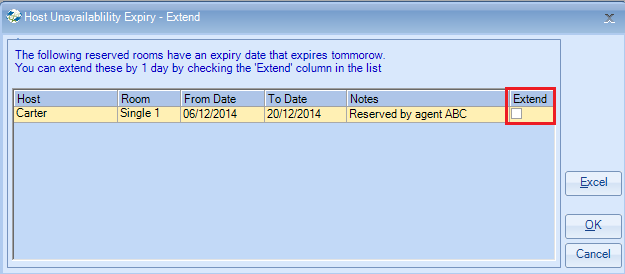 Host Unavailablility Expiry - Extend
The following reserved rooms have an expiry date that expires tommorow.
You can extend these by 1 day by checking the 'Extend' column in the list
Host Room From Date To Date Notes Extend
Carter Single 1 06/12/2014 20/12/2014 Reserved by agent ABC
Excel
OK
Cancel